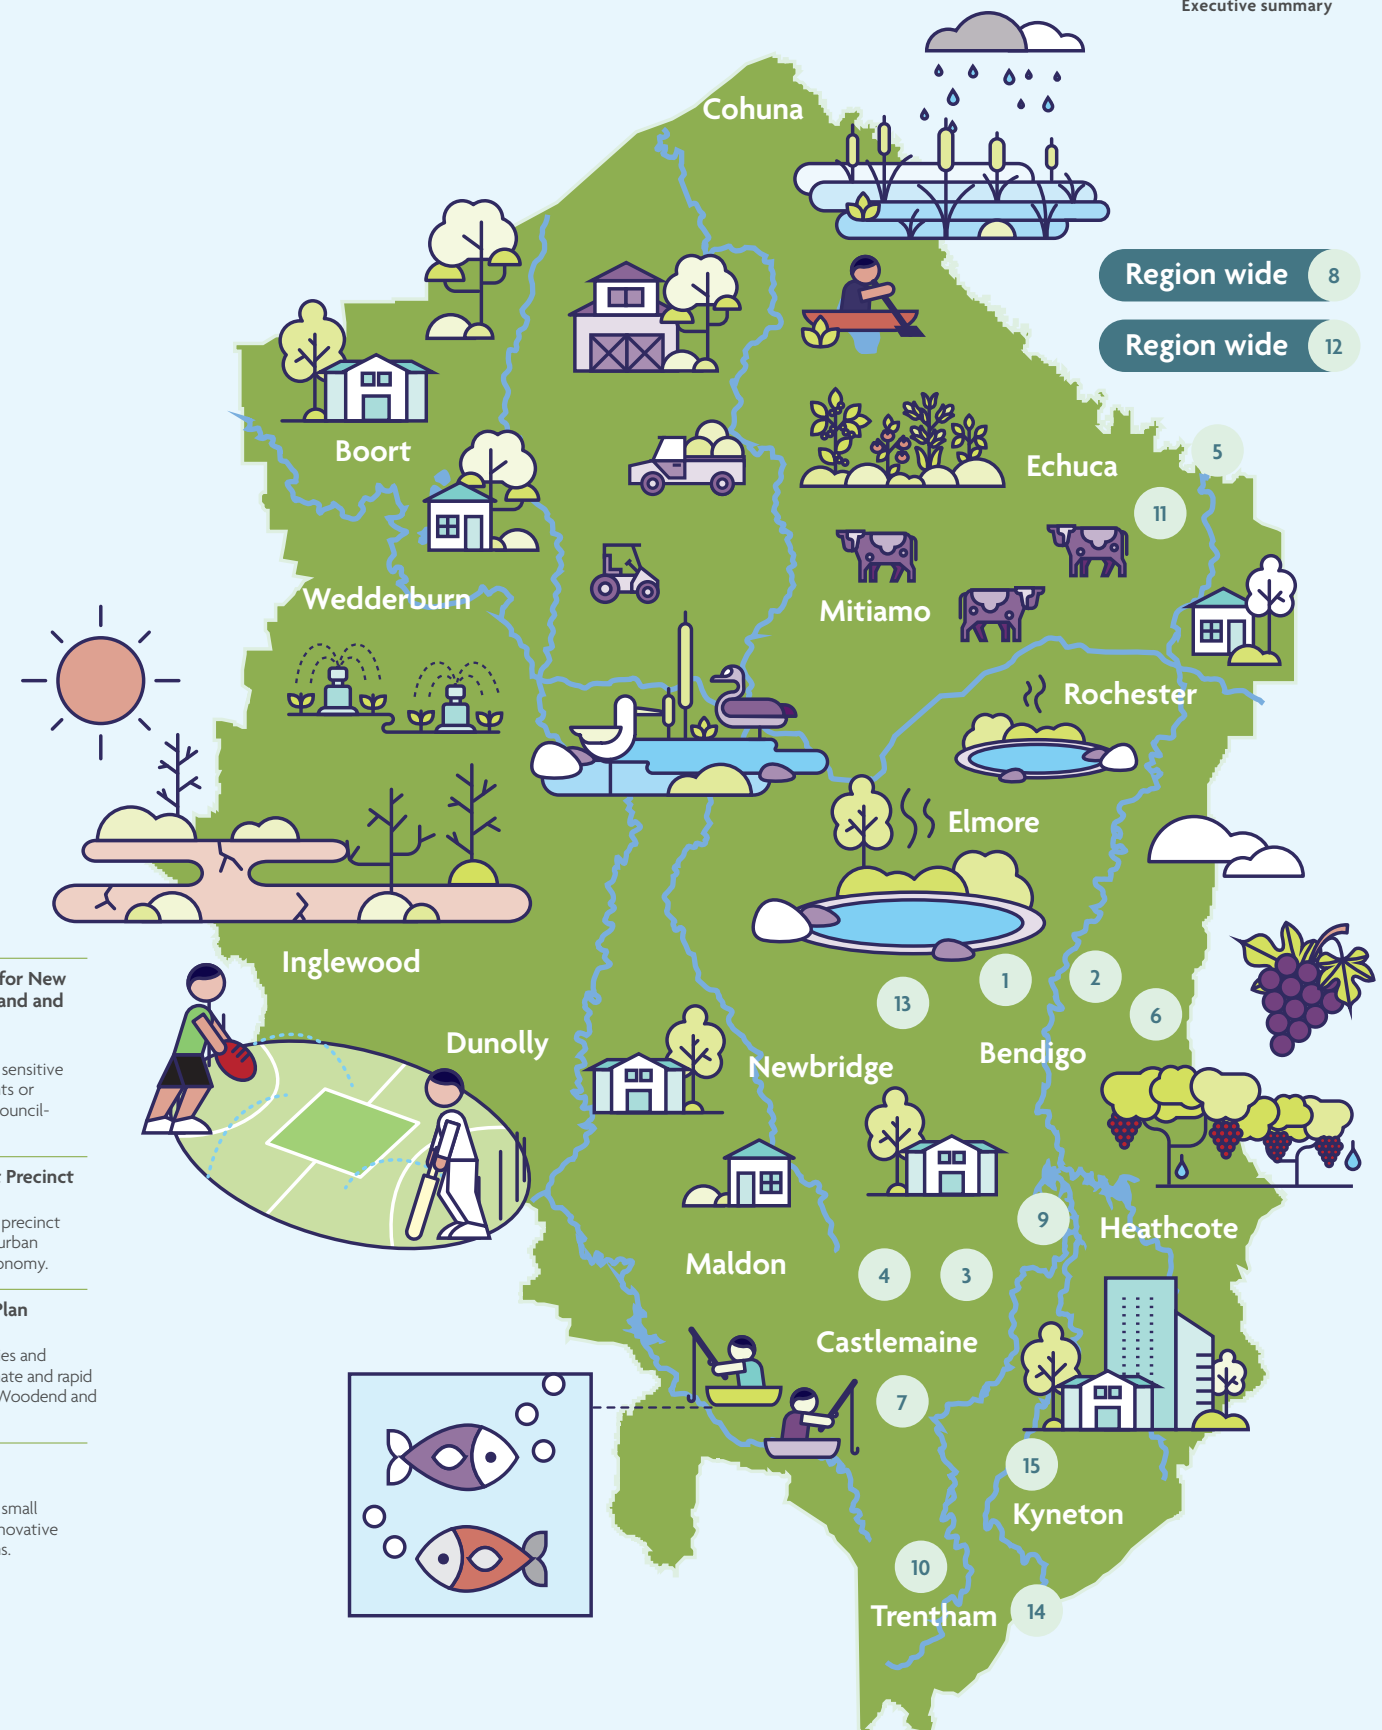 Executive summary
Cohuna
Region wide 8
Region wide 12
Boort
Echuca
5
11
Wedderburn
Mitiamo
Rochester
Elmore
Inglewood
for New
and and
13
1
2
6
Dunolly
Newbridge
Bendigo
sensitive
ts or
ouncil-
Precinct
precinct
urban
onomy.
9
Heathcote
Maldon
4
3
Plan
Castlemaine
es and
ate and rapid
Woodend and
7
15
Kyneton
small
novative
ns.
10
Trentham
14